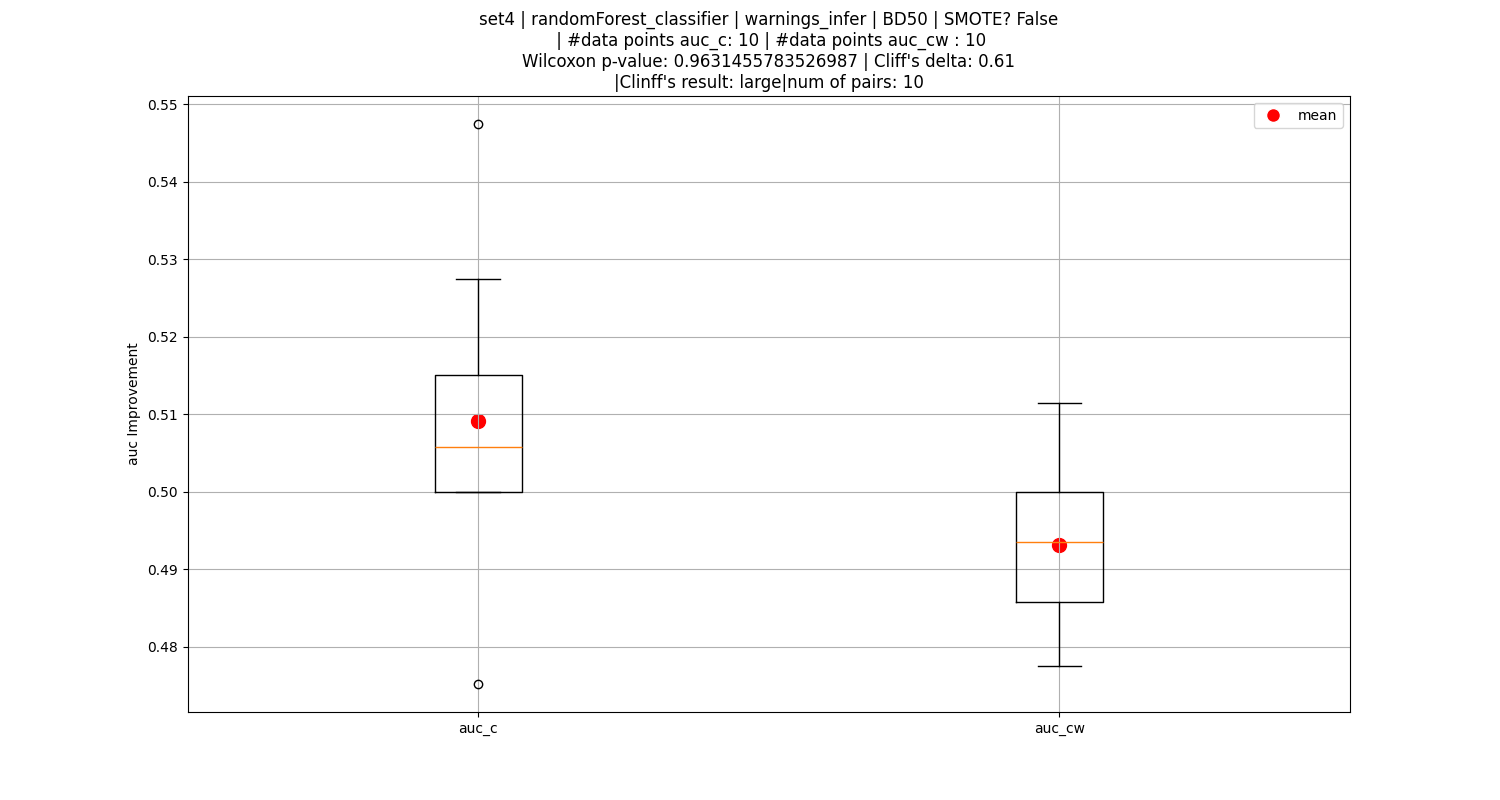 set4 | randomForest_classifier | warnings_infer | BD50 | SMOTE? False
| #data points auc_c: 10 | #data points auc_cw : 10
Wilcoxon p-value: 0.9631455783526987 | Cliff's delta: 0.61
|Clinff's result: large|num of pairs: 10
mean
auc Improvement
0.55
0.54
0.53
0.52
0.51
0.50
0.49
0.48
auc_c
auc_cw